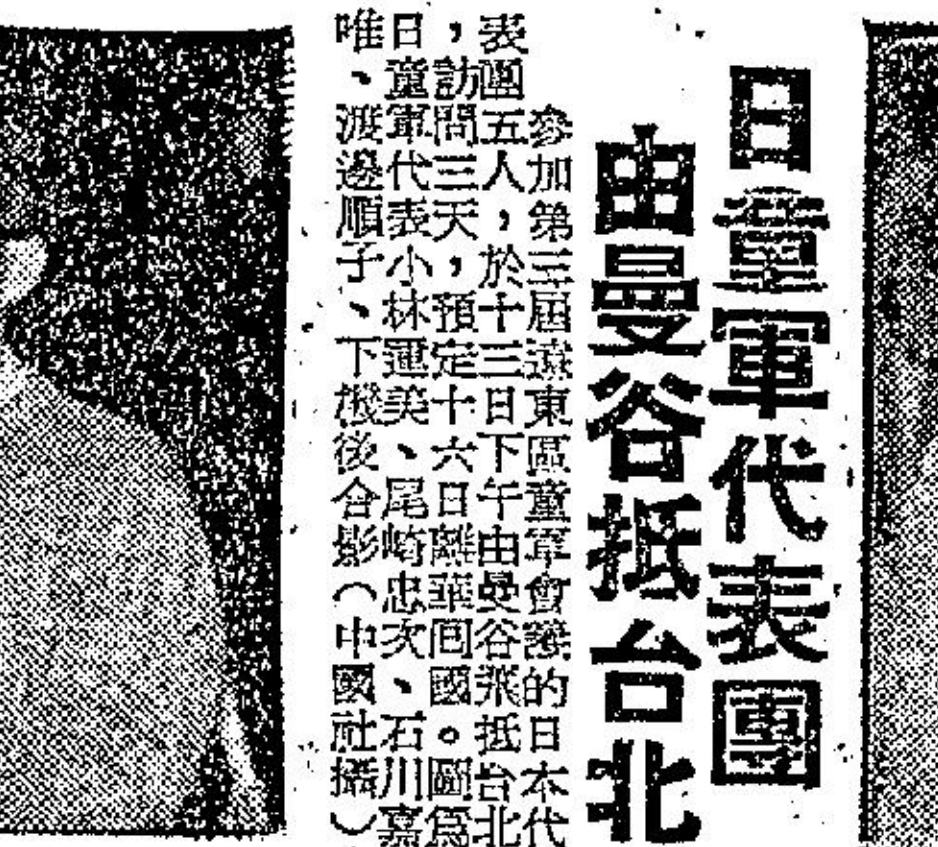 日童軍代表團
由曼谷抵台北
參加第三屆遠東區童軍會議的日本代
表團五人,於十三日下午由曼谷飛抵台北
,訪問三天,預定十六日離華回國。圖爲
日童軍代表小林運美、尾崎忠次、石川嘉
唯、渡邊順子、下機後合影(中國社攝)